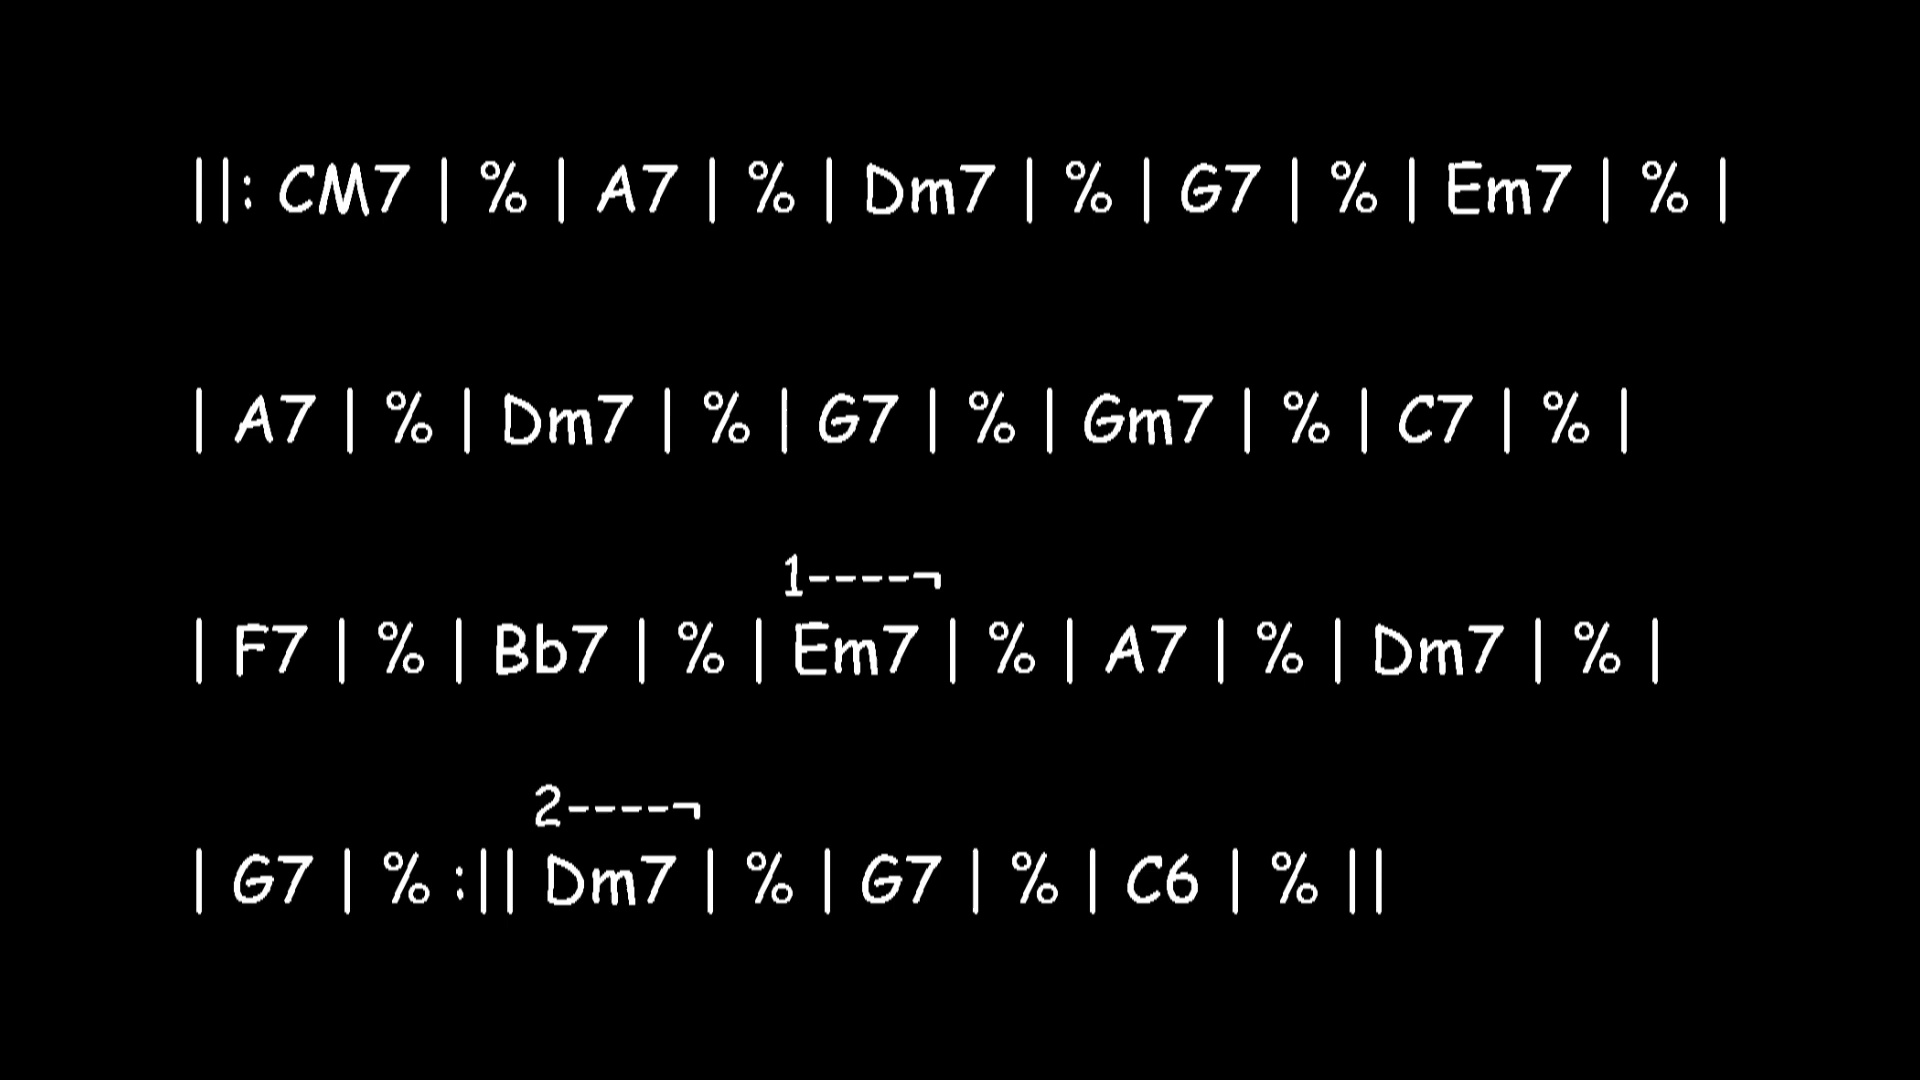 ||: CM7 | % | A7 | % | Dm7 | % | G7 | % | Em7 | % |
| A7 | % | Dm7 | % | G7 | % | Gm7 | % | C7 | % |
1----¬
| F7 | % | Bb7 | % | Em7 | % | A7 | % | Dm7 | % |
2----¬
| G7 | % :|| Dm7 | % | G7 | % | C6 | % ||